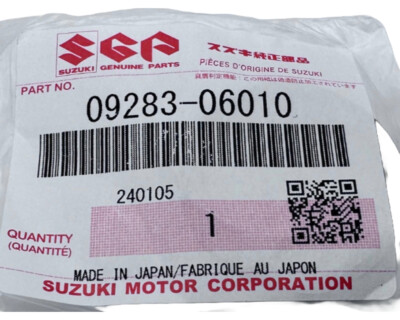 SGP
スズキ純正部品
SUZUKI GENUINE PARTS
PIÈCES D'ORIGINE DE SUZUKI
PART NO.
09283-06010
240105
QUANTITY
(QUANTITÉ)
1
MADE IN JAPAN/FABRIQUE AU JAPON
SUZUKI MOTOR CORPORATION